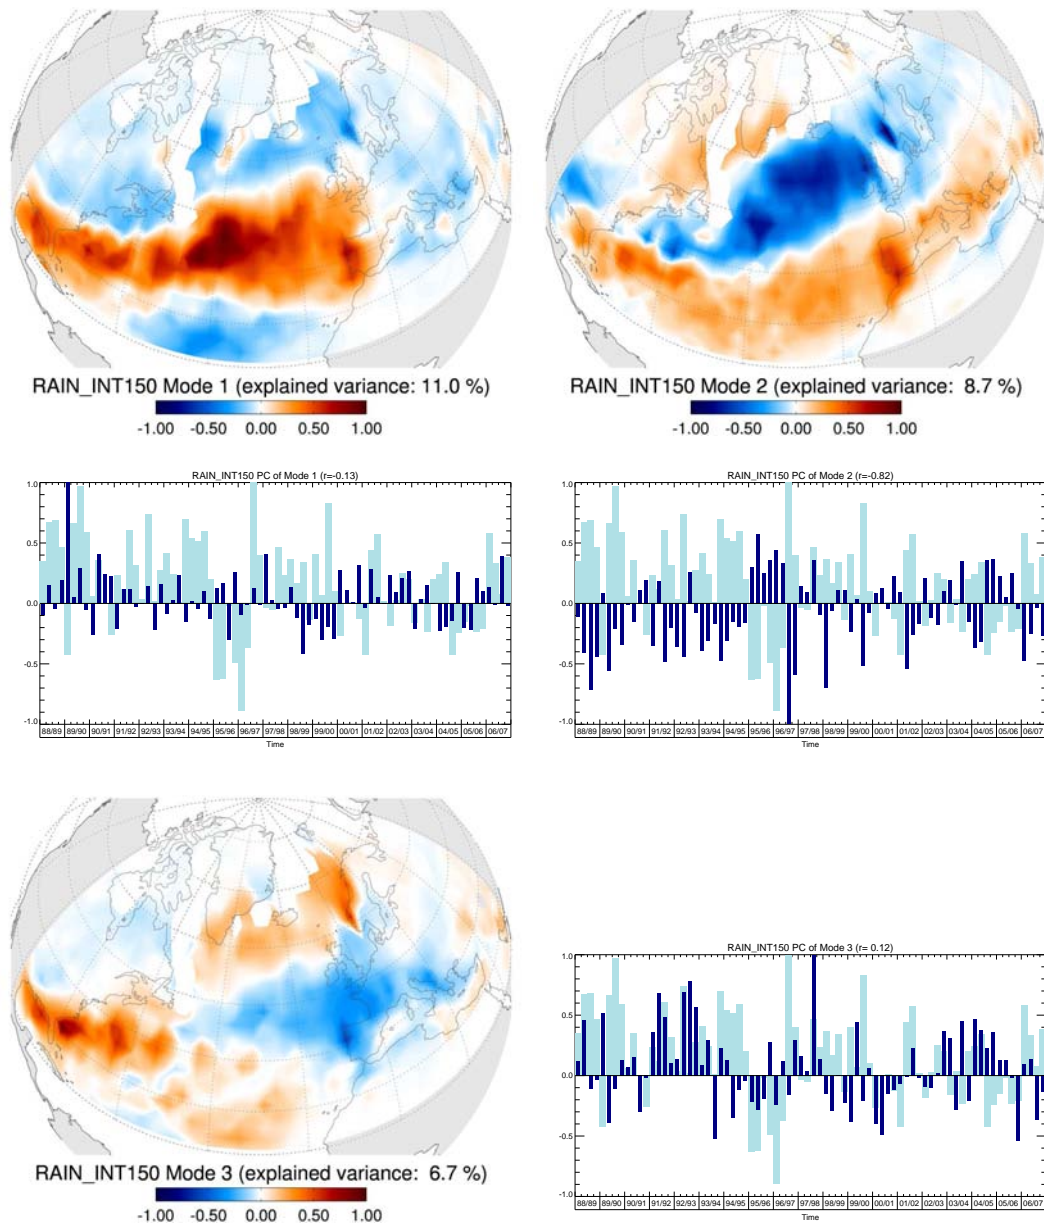 RAIN_INT150 Mode 1 (explained variance: 11.0 %)
-1.00 -0.50 0.00 0.50 1.00
RAIN_INT150 Mode 2 (explained variance: 8.7 %)
-1.00 -0.50 0.00 0.50 1.00
RAIN_INT150 PC of Mode 1 (r=-0.13)
1.0
0.5
0.0
-0.5
-1.0
88/89 89/90 90/91 91/92 92/93 93/94 94/95 95/96 96/97 97/98 98/99 99/00 00/01 01/02 02/03 03/04 04/05 05/06 06/07
Time
RAIN_INT150 PC of Mode 2 (r=-0.82)
1.0
0.5
0.0
-0.5
-1.0
88/89 89/90 90/91 91/92 92/93 93/94 94/95 95/96 96/97 97/98 98/99 99/00 00/01 01/02 02/03 03/04 04/05 05/06 06/07
Time
RAIN_INT150 Mode 3 (explained variance: 6.7 %)
-1.00 -0.50 0.00 0.50 1.00
RAIN_INT150 PC of Mode 3 (r= 0.12)
1.0
0.5
0.0
-0.5
-1.0
88/89 89/90 90/91 91/92 92/93 93/94 94/95 95/96 96/97 97/98 98/99 99/00 00/01 01/02 02/03 03/04 04/05 05/06 06/07
Time